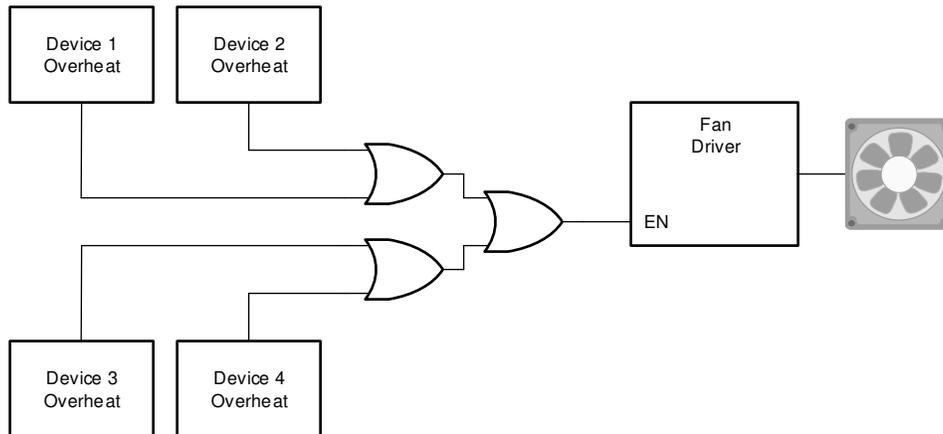 Device 1
Overheat
Device 2
Overheat
Fan
Driver
EN
Device 3
Overheat
Device 4
Overheat